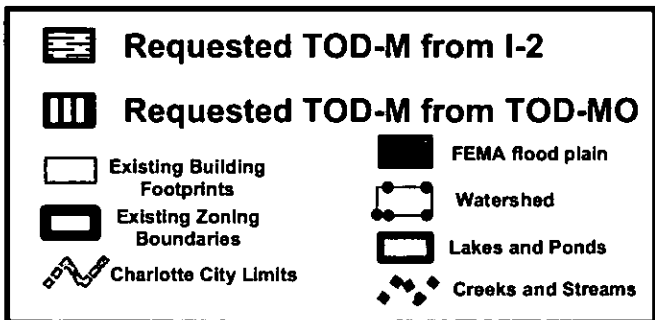 Requested TOD-M from I-2
Requested TOD-M from TOD-MO
Existing Building
Footprints
Existing Zoning
Boundaries
Charlotte City Limits
FEMA flood plain
Watershed
Lakes and Ponds
Creeks and Streams